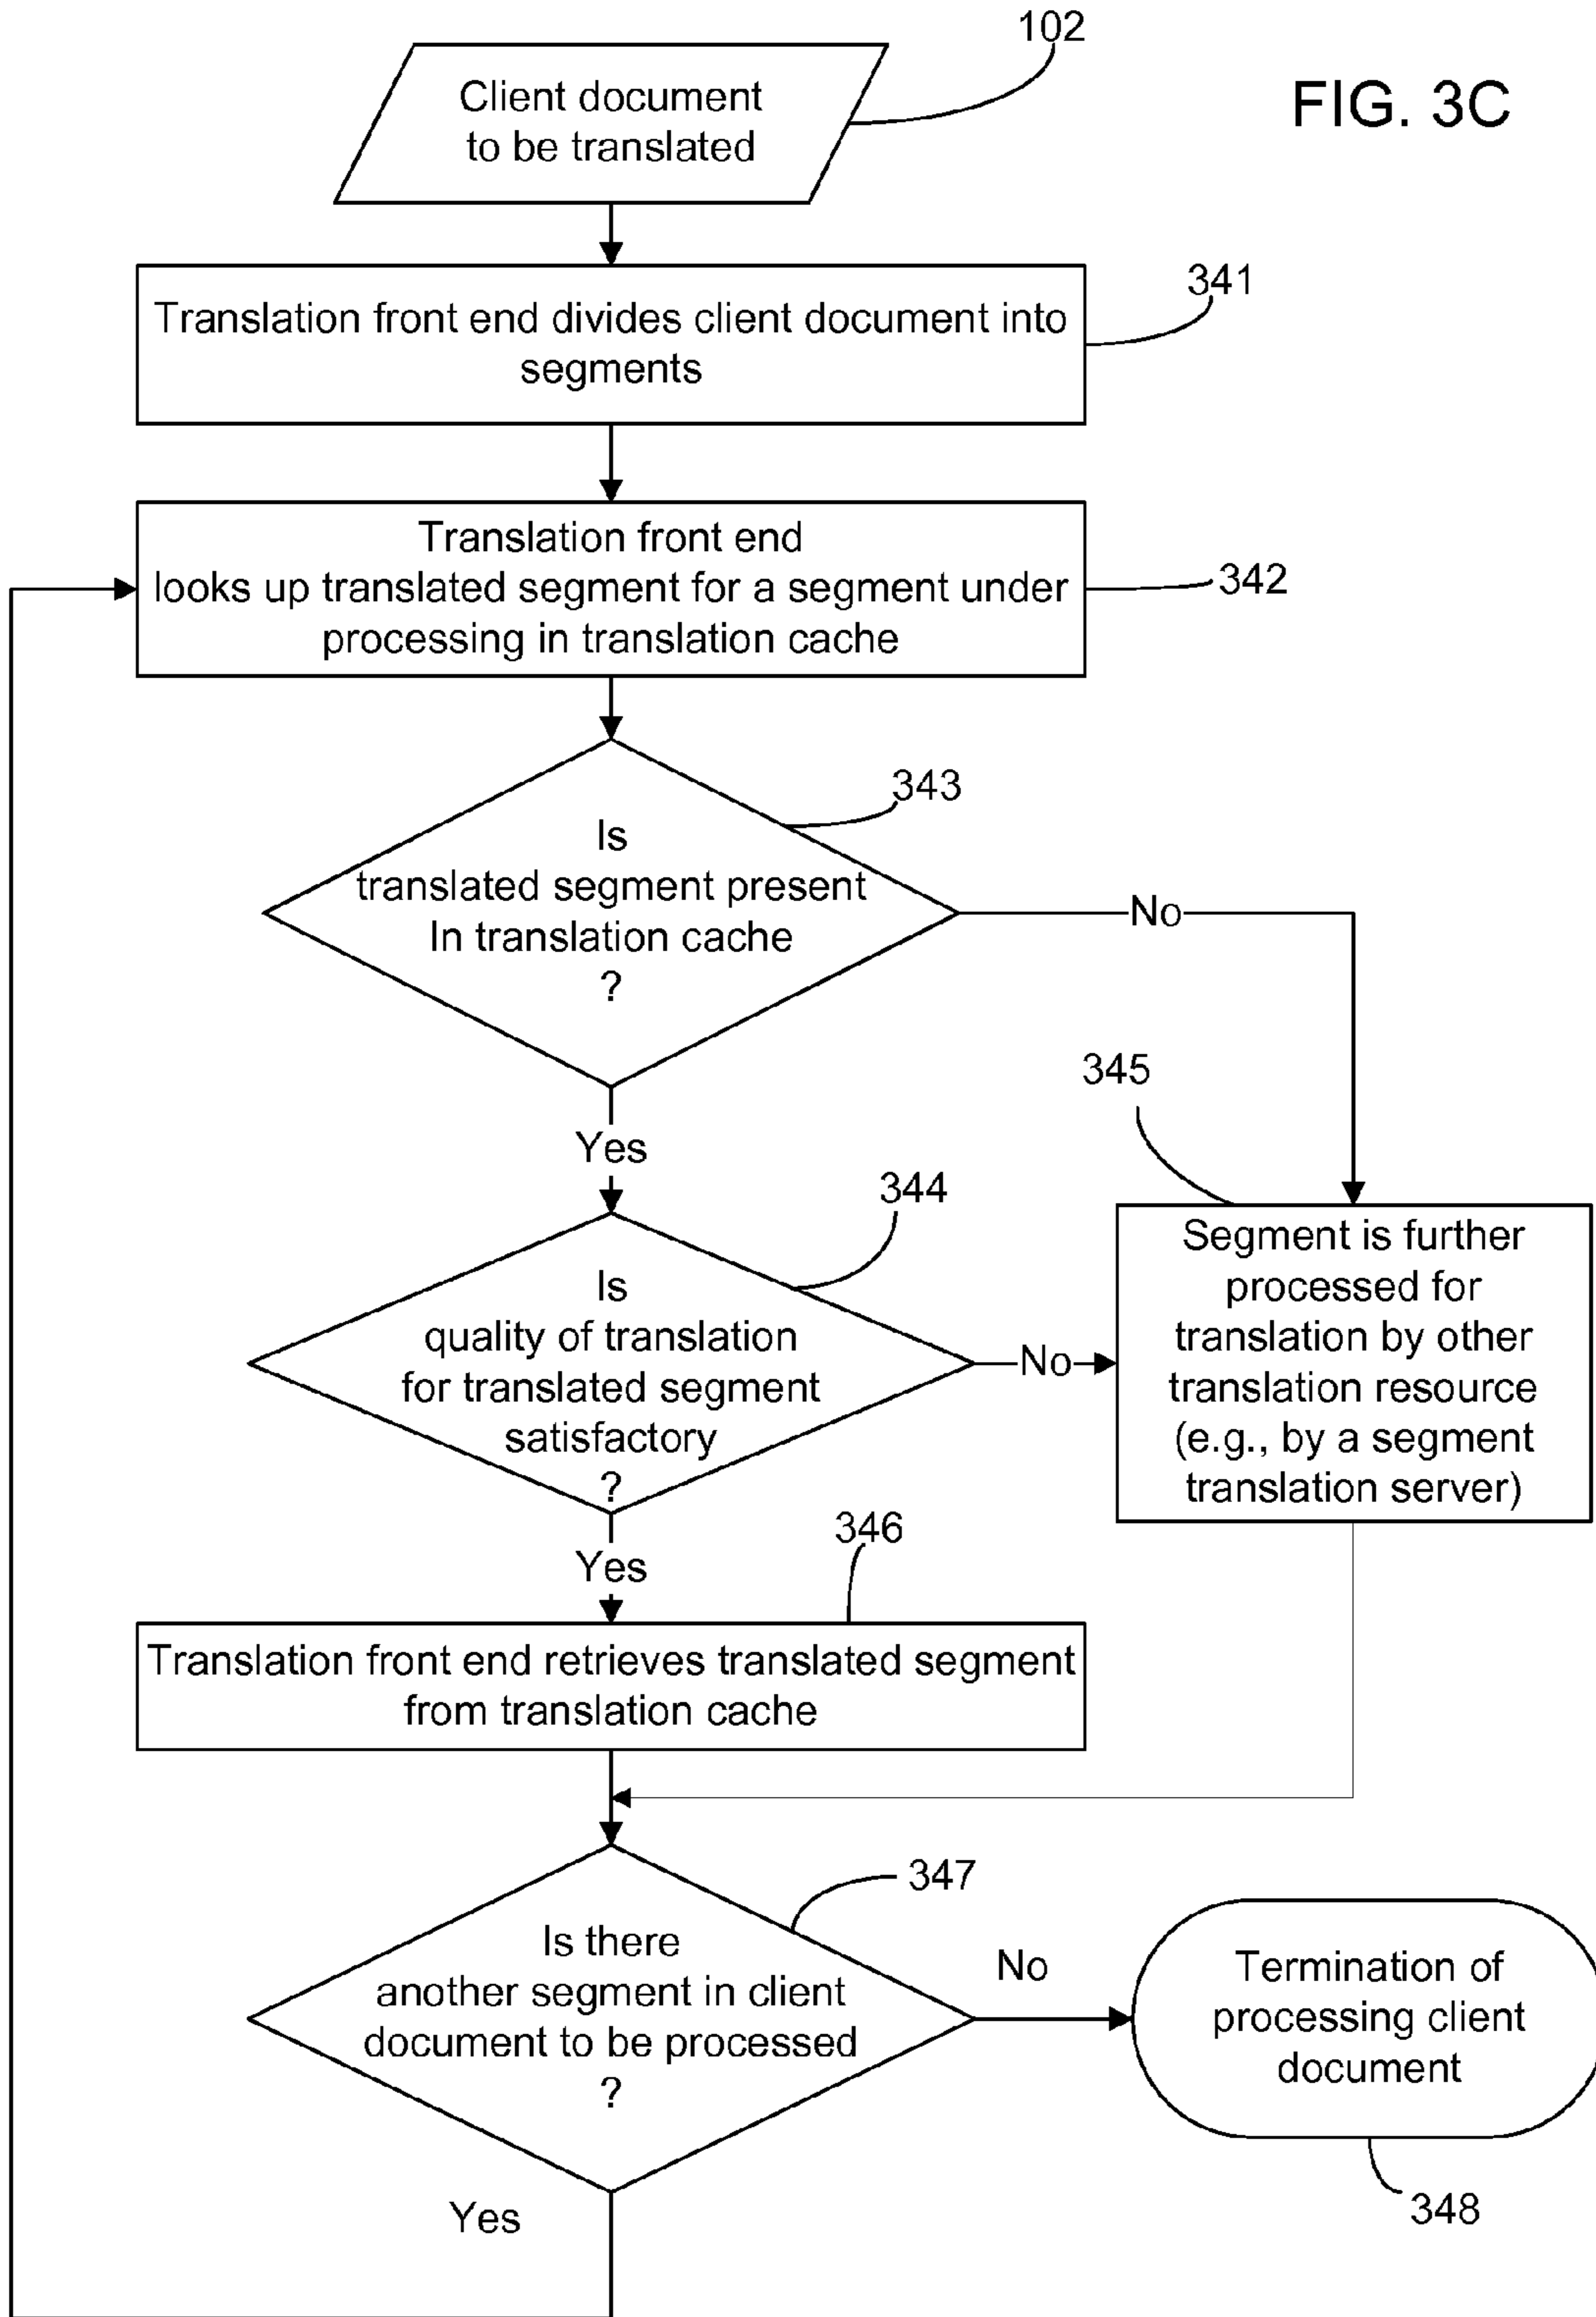 102
FIG. 3C
Client document
to be translated
341
Translation front end divides client document into
segments
342
Translation front end
looks up translated segment for a segment under
processing in translation cache
343
Is
translated segment present
In translation cache
?
No
Yes
345
344
Is
quality of translation
for translated segment
satisfactory
?
No
Segment is further
processed for
translation by other
translation resource
(e.g., by a segment
translation server)
Yes
346
Translation front end retrieves translated segment
from translation cache
347
Is there
another segment in client
document to be processed
?
No
Termination of
processing client
document
348
Yes